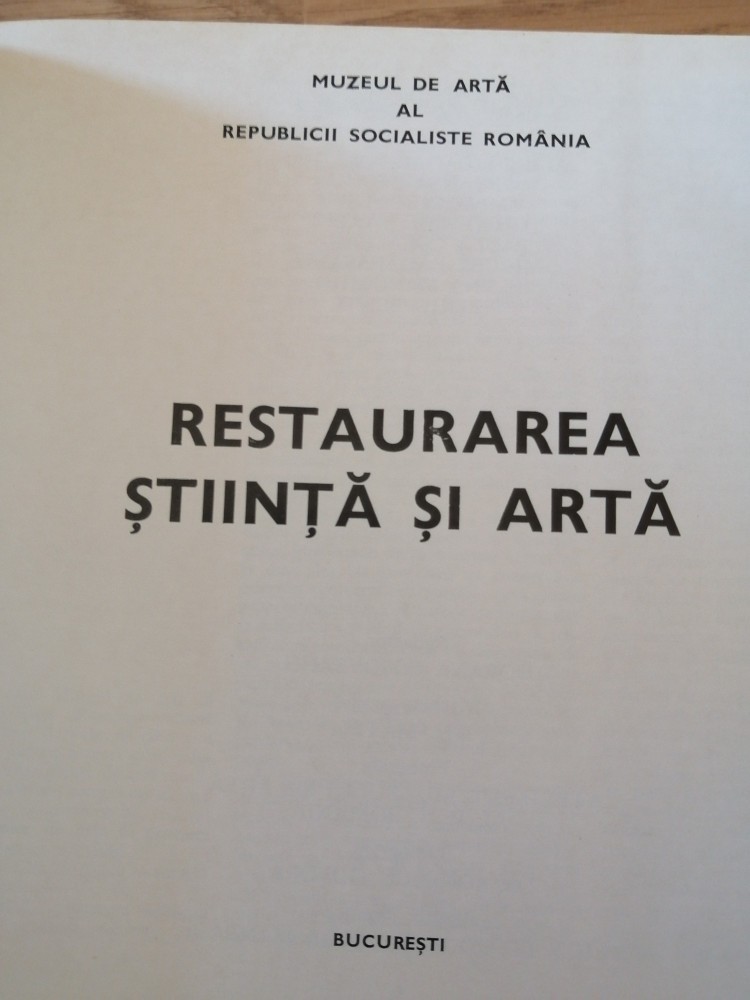 MUZEUL DE ARTĂ
AL
REPUBLICII SOCIALISTE ROMÂNIA
RESTAURAREA
ȘTIINȚĂ ȘI ARTĂ
BUCUREȘTI